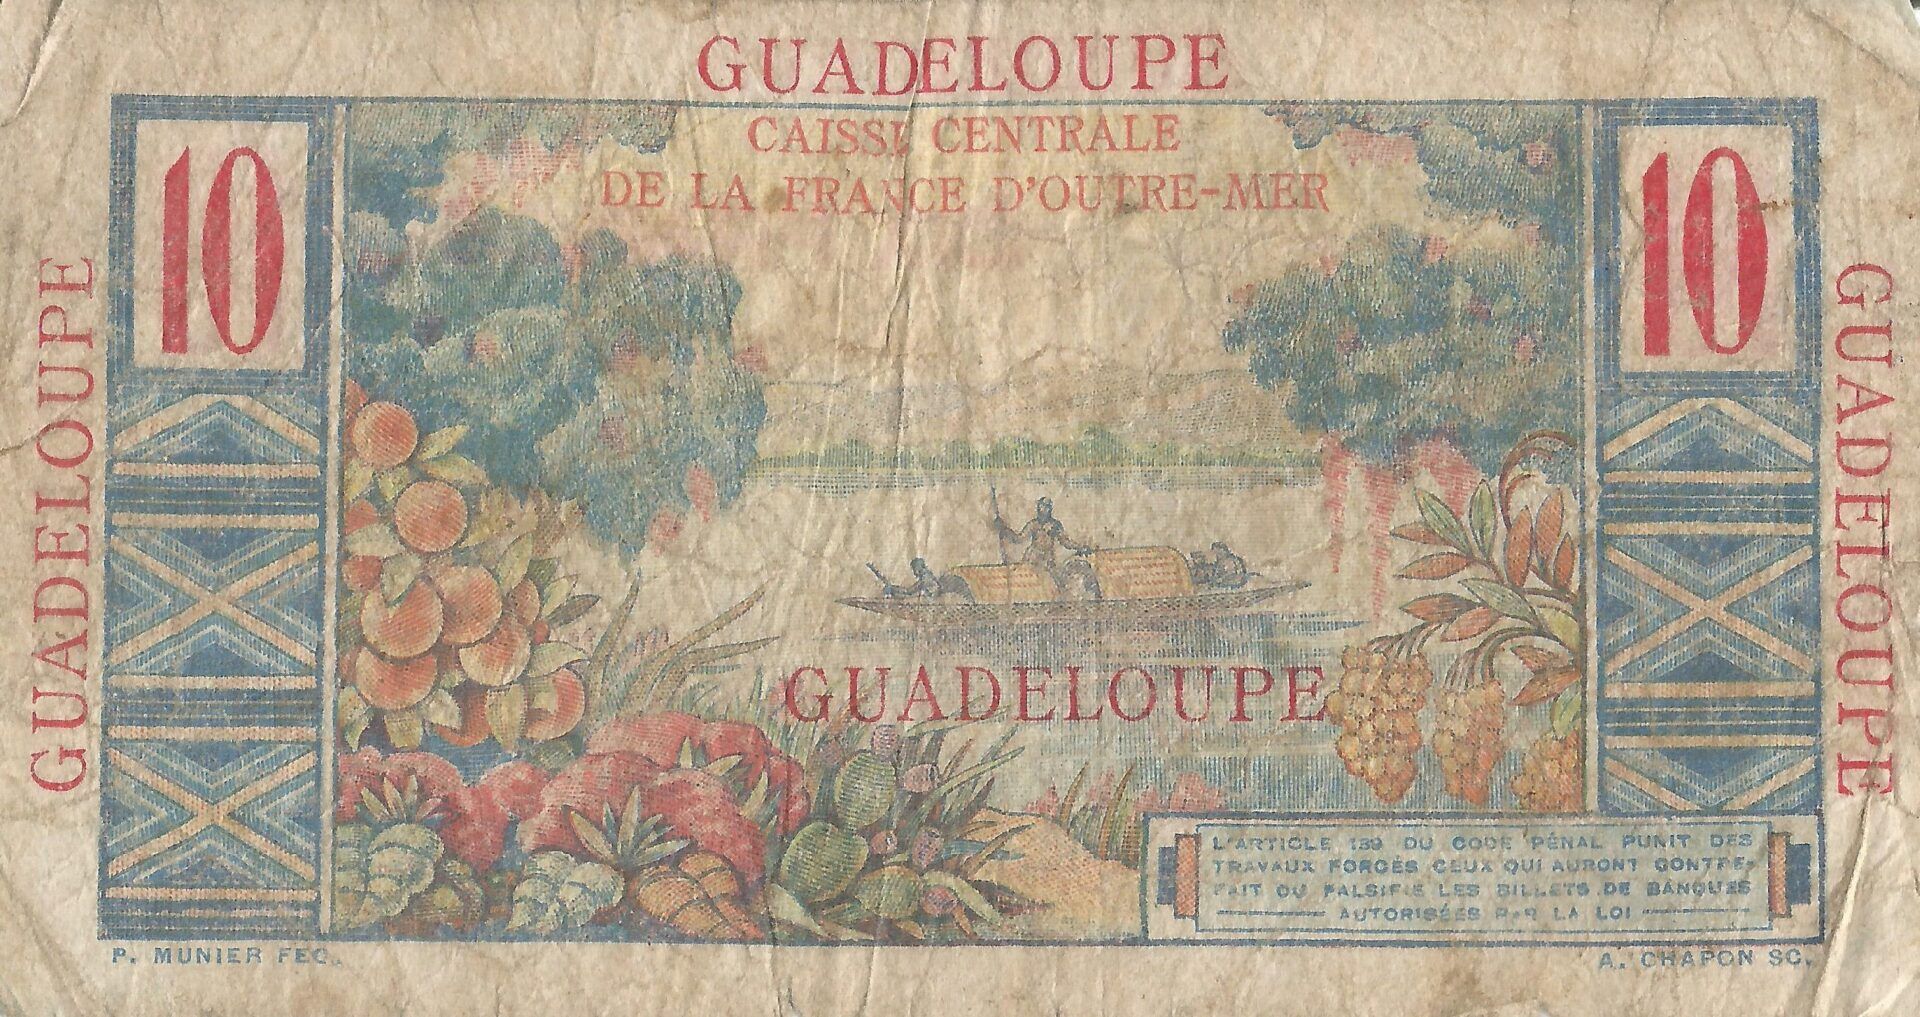 GUADELOUPE
CAISSE CENTRALE
DE LA FRANCE D'OUTRE-MER
10
10
GUADELOUPE
GUADELOUPE
GUADELOUPE
L'ARTICLE 139 DU CODE PÉNAL PUNIT DES
TRAVAUX FORCÉS CEUX QUI AURONT CONTRE-
FAIT OU FALSIFIE LES BILLETS DE BANQUES
AUTORISÉES PAR LA LOI
P. MUNIER FEC.
A. CHAPON SC.